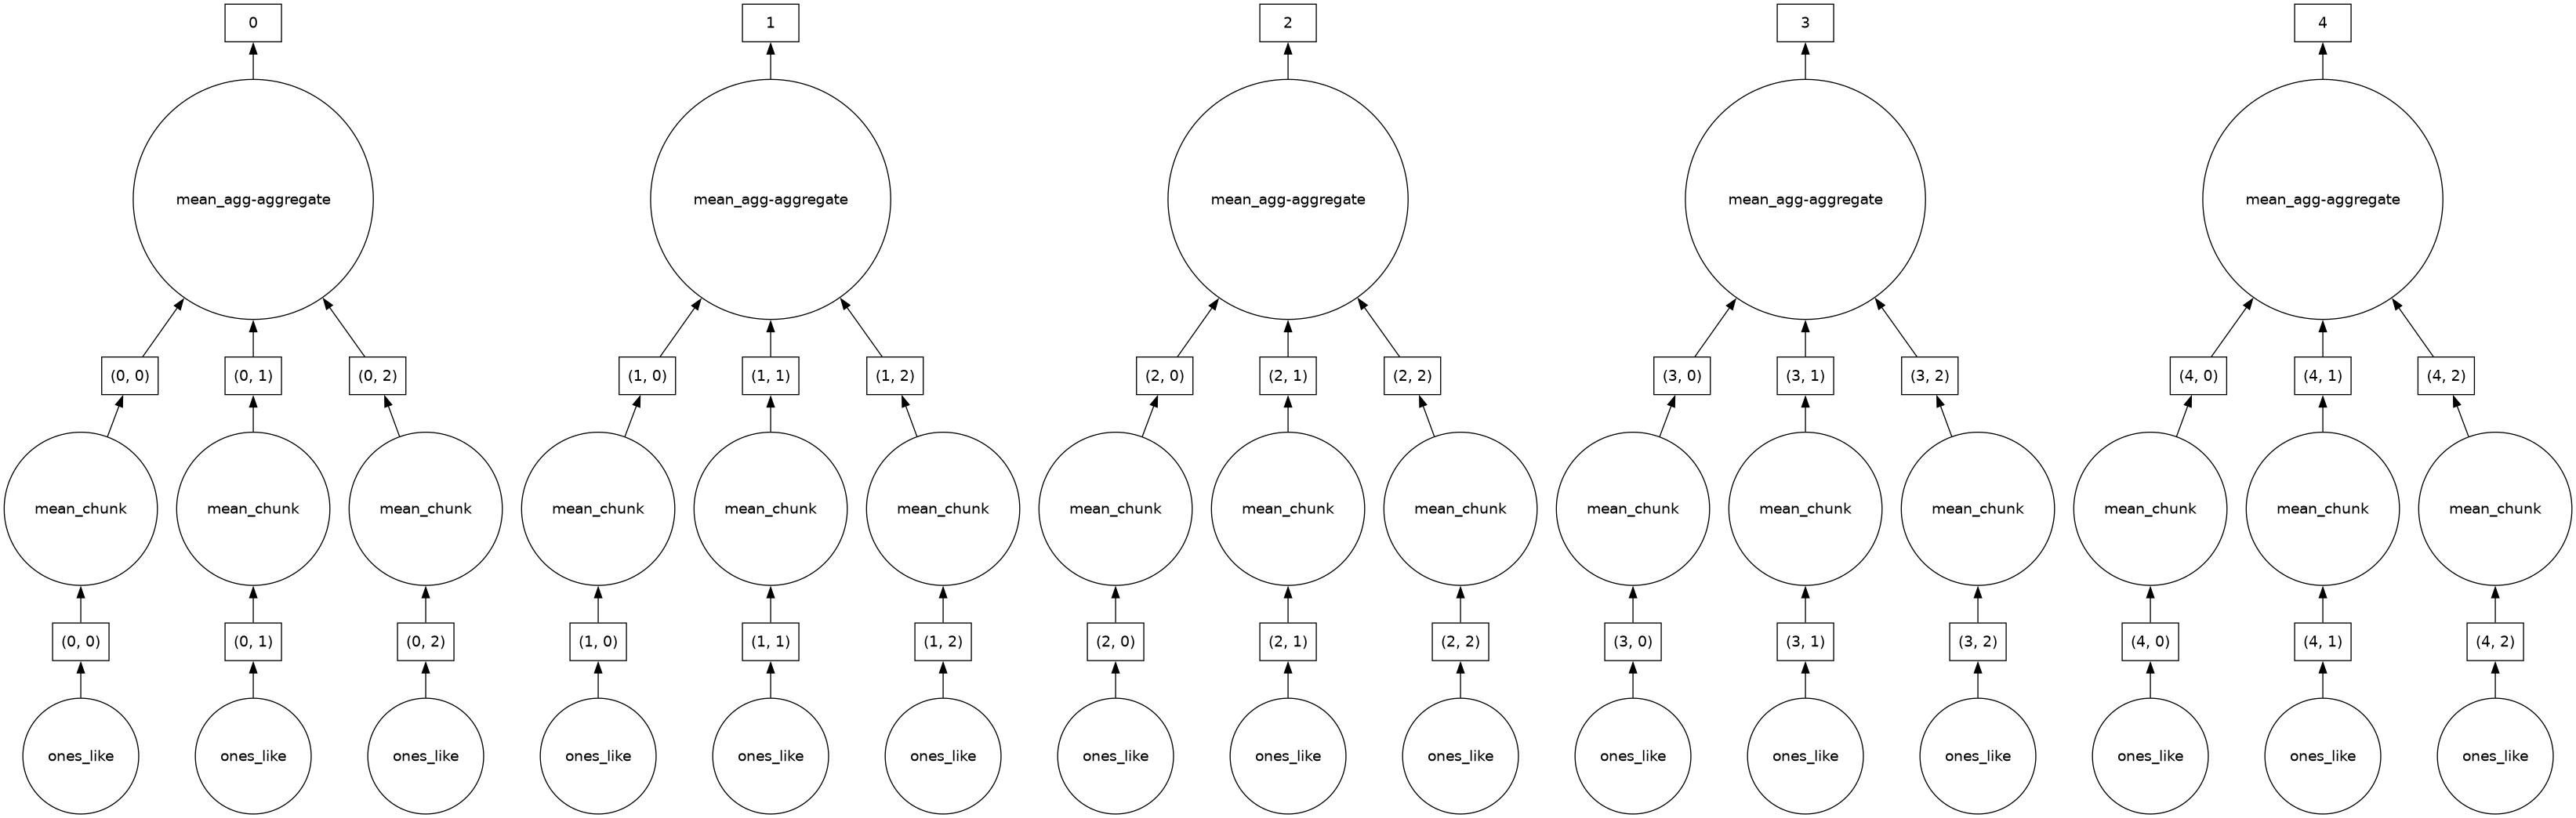 0 1 2 3 4
mean_agg-aggregate mean_agg-aggregate mean_agg-aggregate mean_agg-aggregate mean_agg-aggregate
(0, 0) (0, 1) (0, 2) (1, 0) (1, 1) (1, 2) (2, 0) (2, 1) (2, 2) (3, 0) (3, 1) (3, 2) (4, 0) (4, 1) (4, 2)
mean_chunk mean_chunk mean_chunk mean_chunk mean_chunk mean_chunk mean_chunk mean_chunk mean_chunk mean_chunk mean_chunk mean_chunk mean_chunk mean_chunk mean_chunk
(0, 0) (0, 1) (0, 2) (1, 0) (1, 1) (1, 2) (2, 0) (2, 1) (2, 2) (3, 0) (3, 1) (3, 2) (4, 0) (4, 1) (4, 2)
ones_like ones_like ones_like ones_like ones_like ones_like ones_like ones_like ones_like ones_like ones_like ones_like ones_like ones_like ones_like